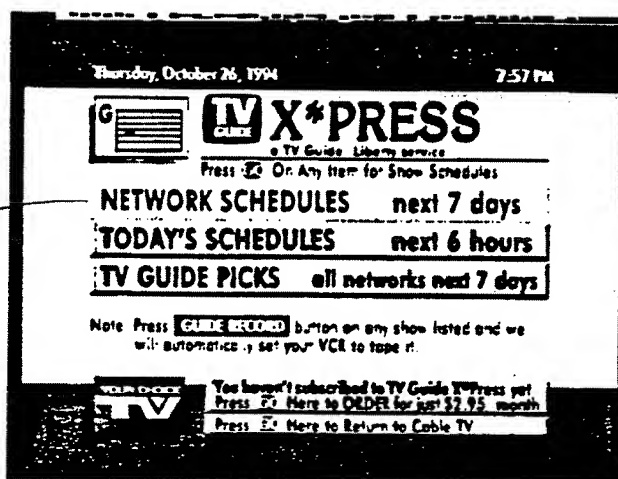 Thursday, October 26, 1994 7:57 PM
G
TV GUIDE X*PRESS
a TV Guide Liberty service
Press GO On Any Item for Show Schedules
NETWORK SCHEDULES next 7 days
TODAY'S SCHEDULES next 6 hours
TV GUIDE PICKS all networks next 7 days
Note Press GUIDE RECORD button on any show listed and we
will automatically set your VCR to tape it.
YOUR CHOICE
TV
You haven't subscribed to TV Guide X*Press yet
Press GO Here to ORDER for just $2.95 month
Press GO Here to Return to Cable TV